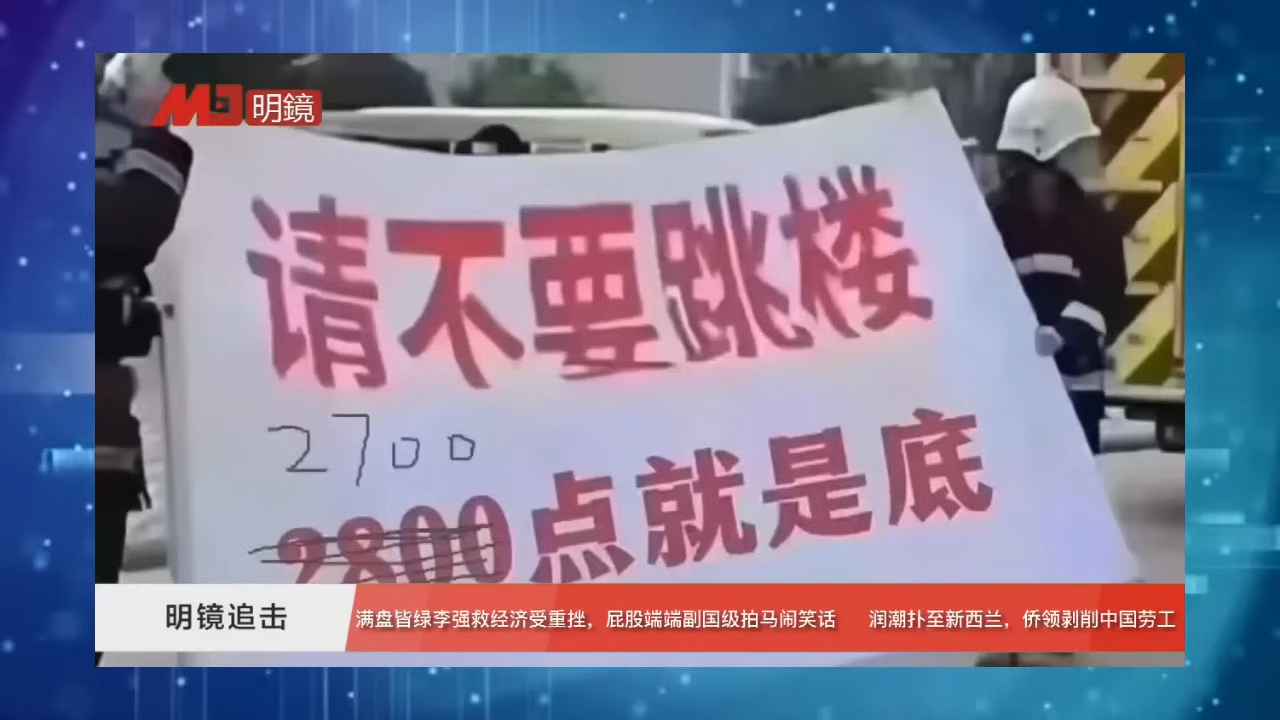 明鏡
请不要跳楼
2700
2800点就是底
明镜追击
满盘皆绿李强救经济受重挫，屁股端端副国级拍马闹笑话 润潮扑至新西兰，侨领剥削中国劳工